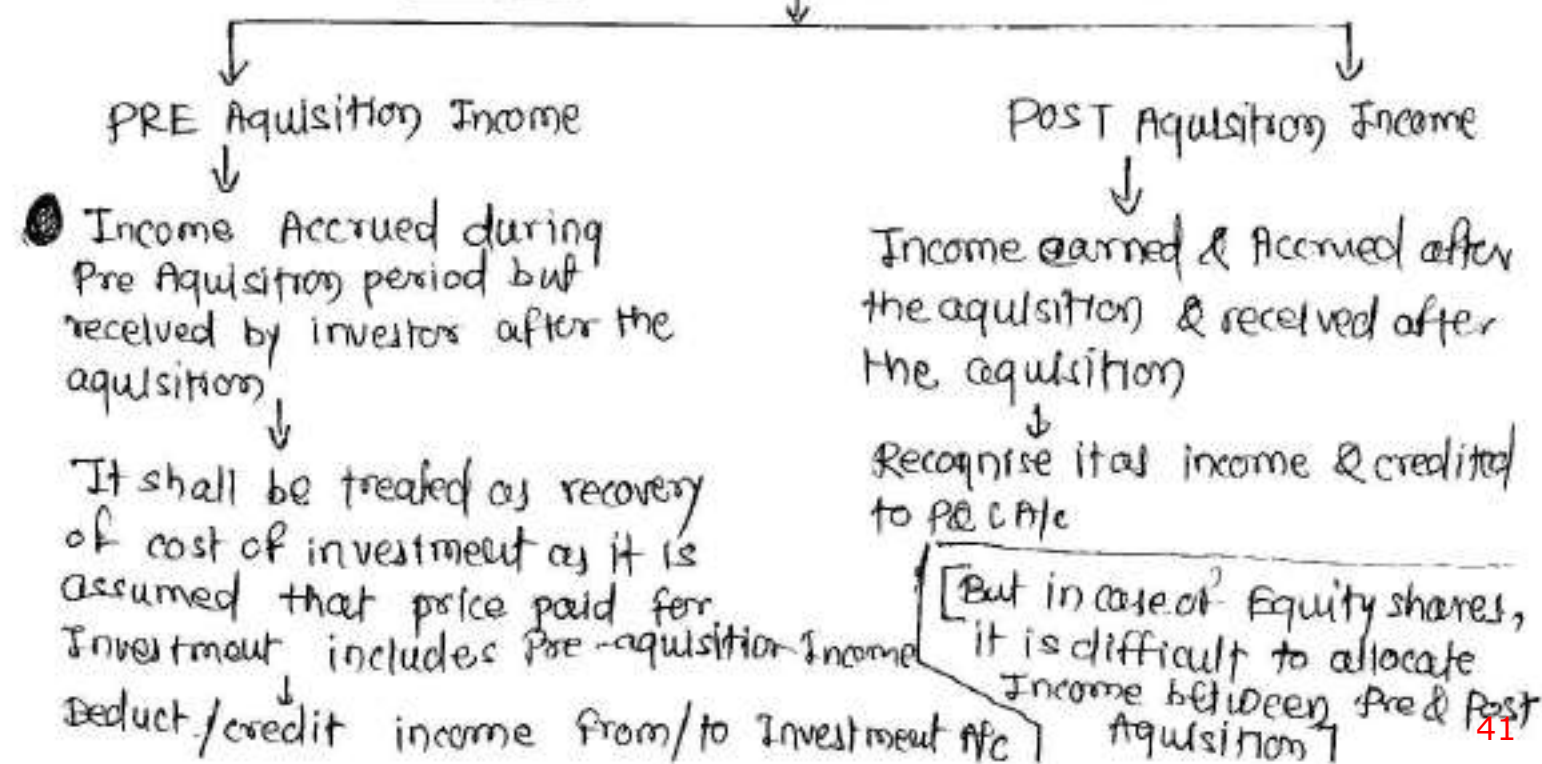 PRE Aquisition Income
Income Accrued during
Pre Aquisition period but
received by investor after the
aquisition
It shall be treated as recovery
of cost of investment as it is
assumed that price paid for
Investment includes Pre-aquisition Income
Deduct/credit income from/to Investment A/c
POST Aquisition Income
Income earned & Accrued after
the aquisition & received after
the aquisition
Recognise it as income & credited
to P&L A/c
[But in case of Equity shares,
it is difficult to allocate
Income between Pre & Post
Aquisition]
41